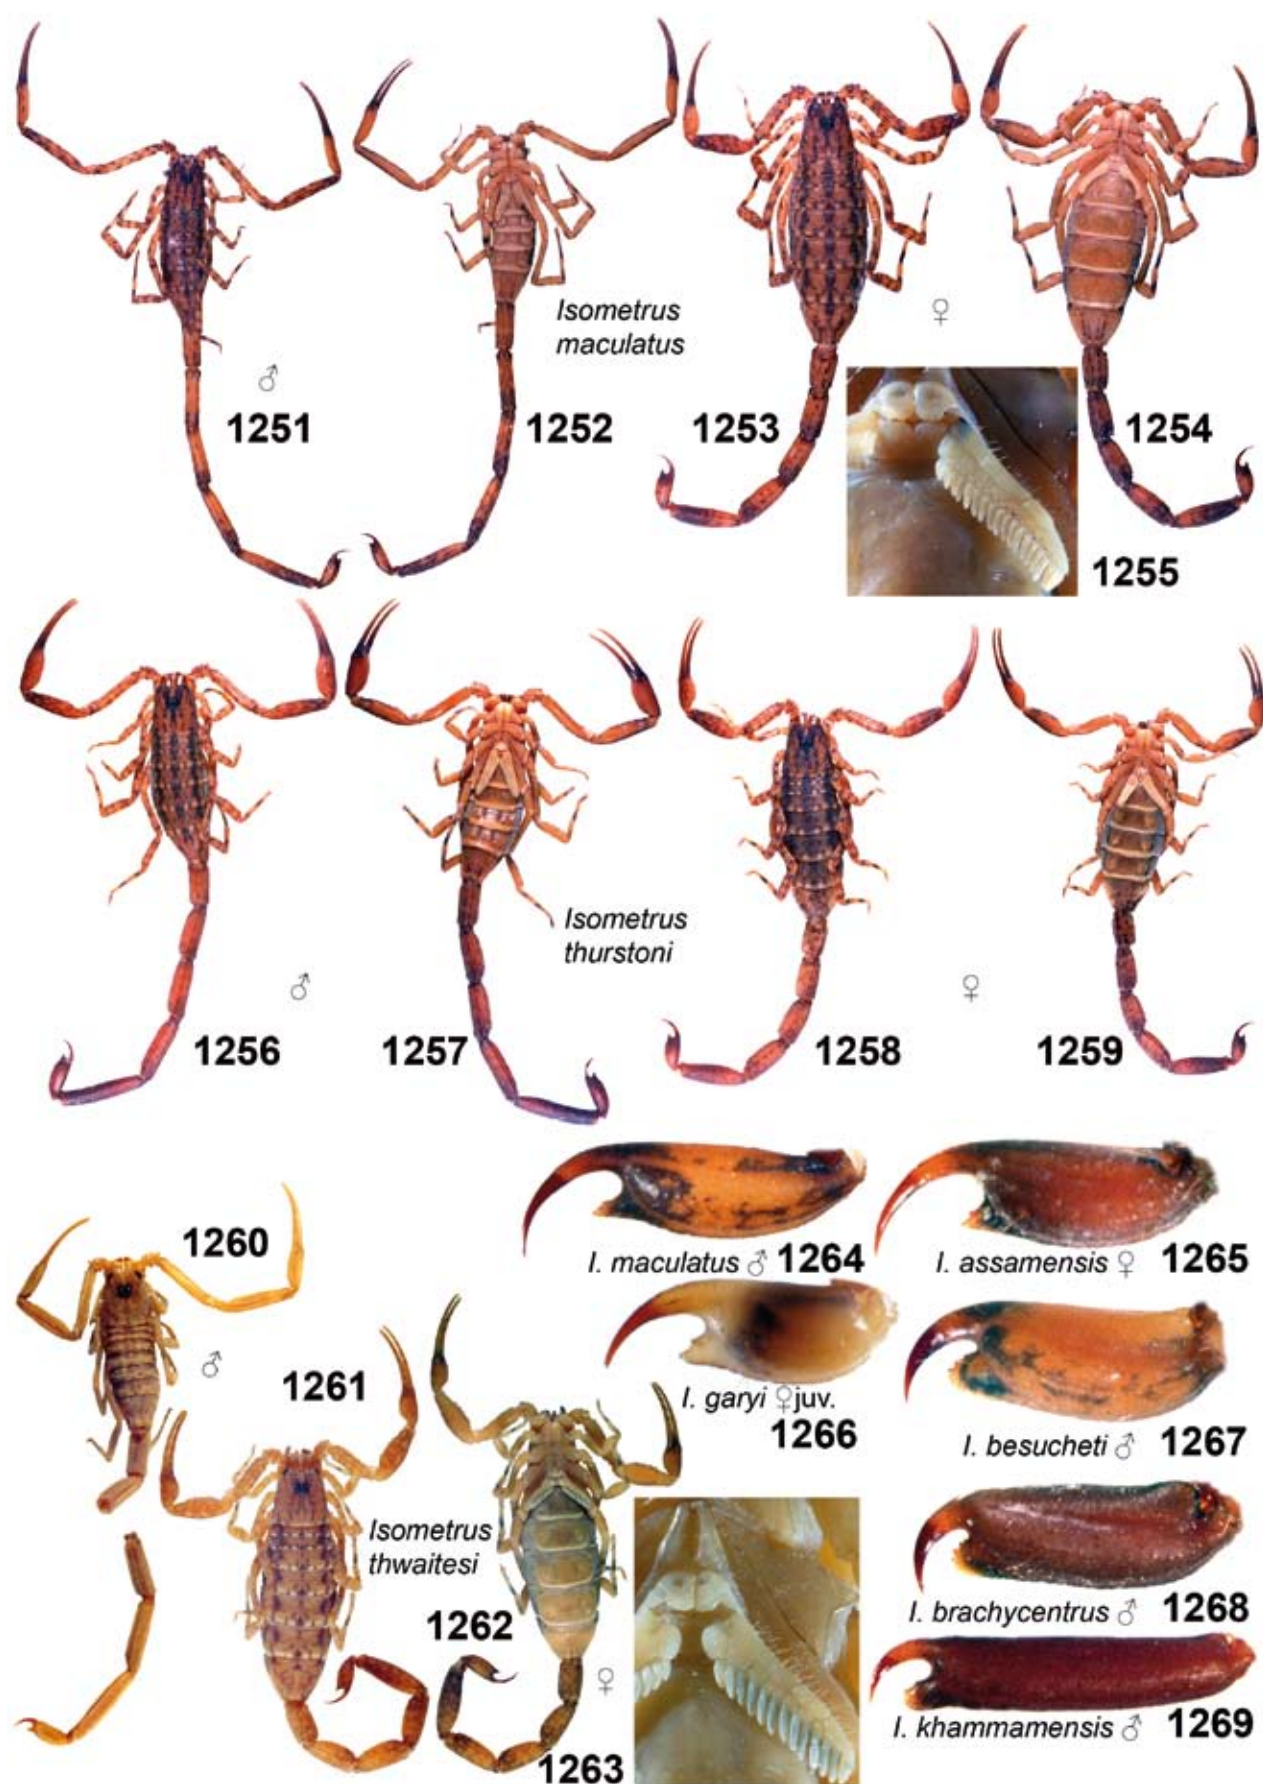 Isometrus
maculatus
♂
♀
1251
1252
1253
1254
1255
Isometrus
thurstoni
♂
♀
1256
1257
1258
1259
I. maculatus ♂ 1264
I. assamensis ♀ 1265
1260
♂
1261
I. garyi ♀ juv.
1266
I. besucheti ♂ 1267
Isometrus
thwaitesi
1262
♀
1263
I. brachycentrus ♂ 1268
I. khammamensis ♂ 1269